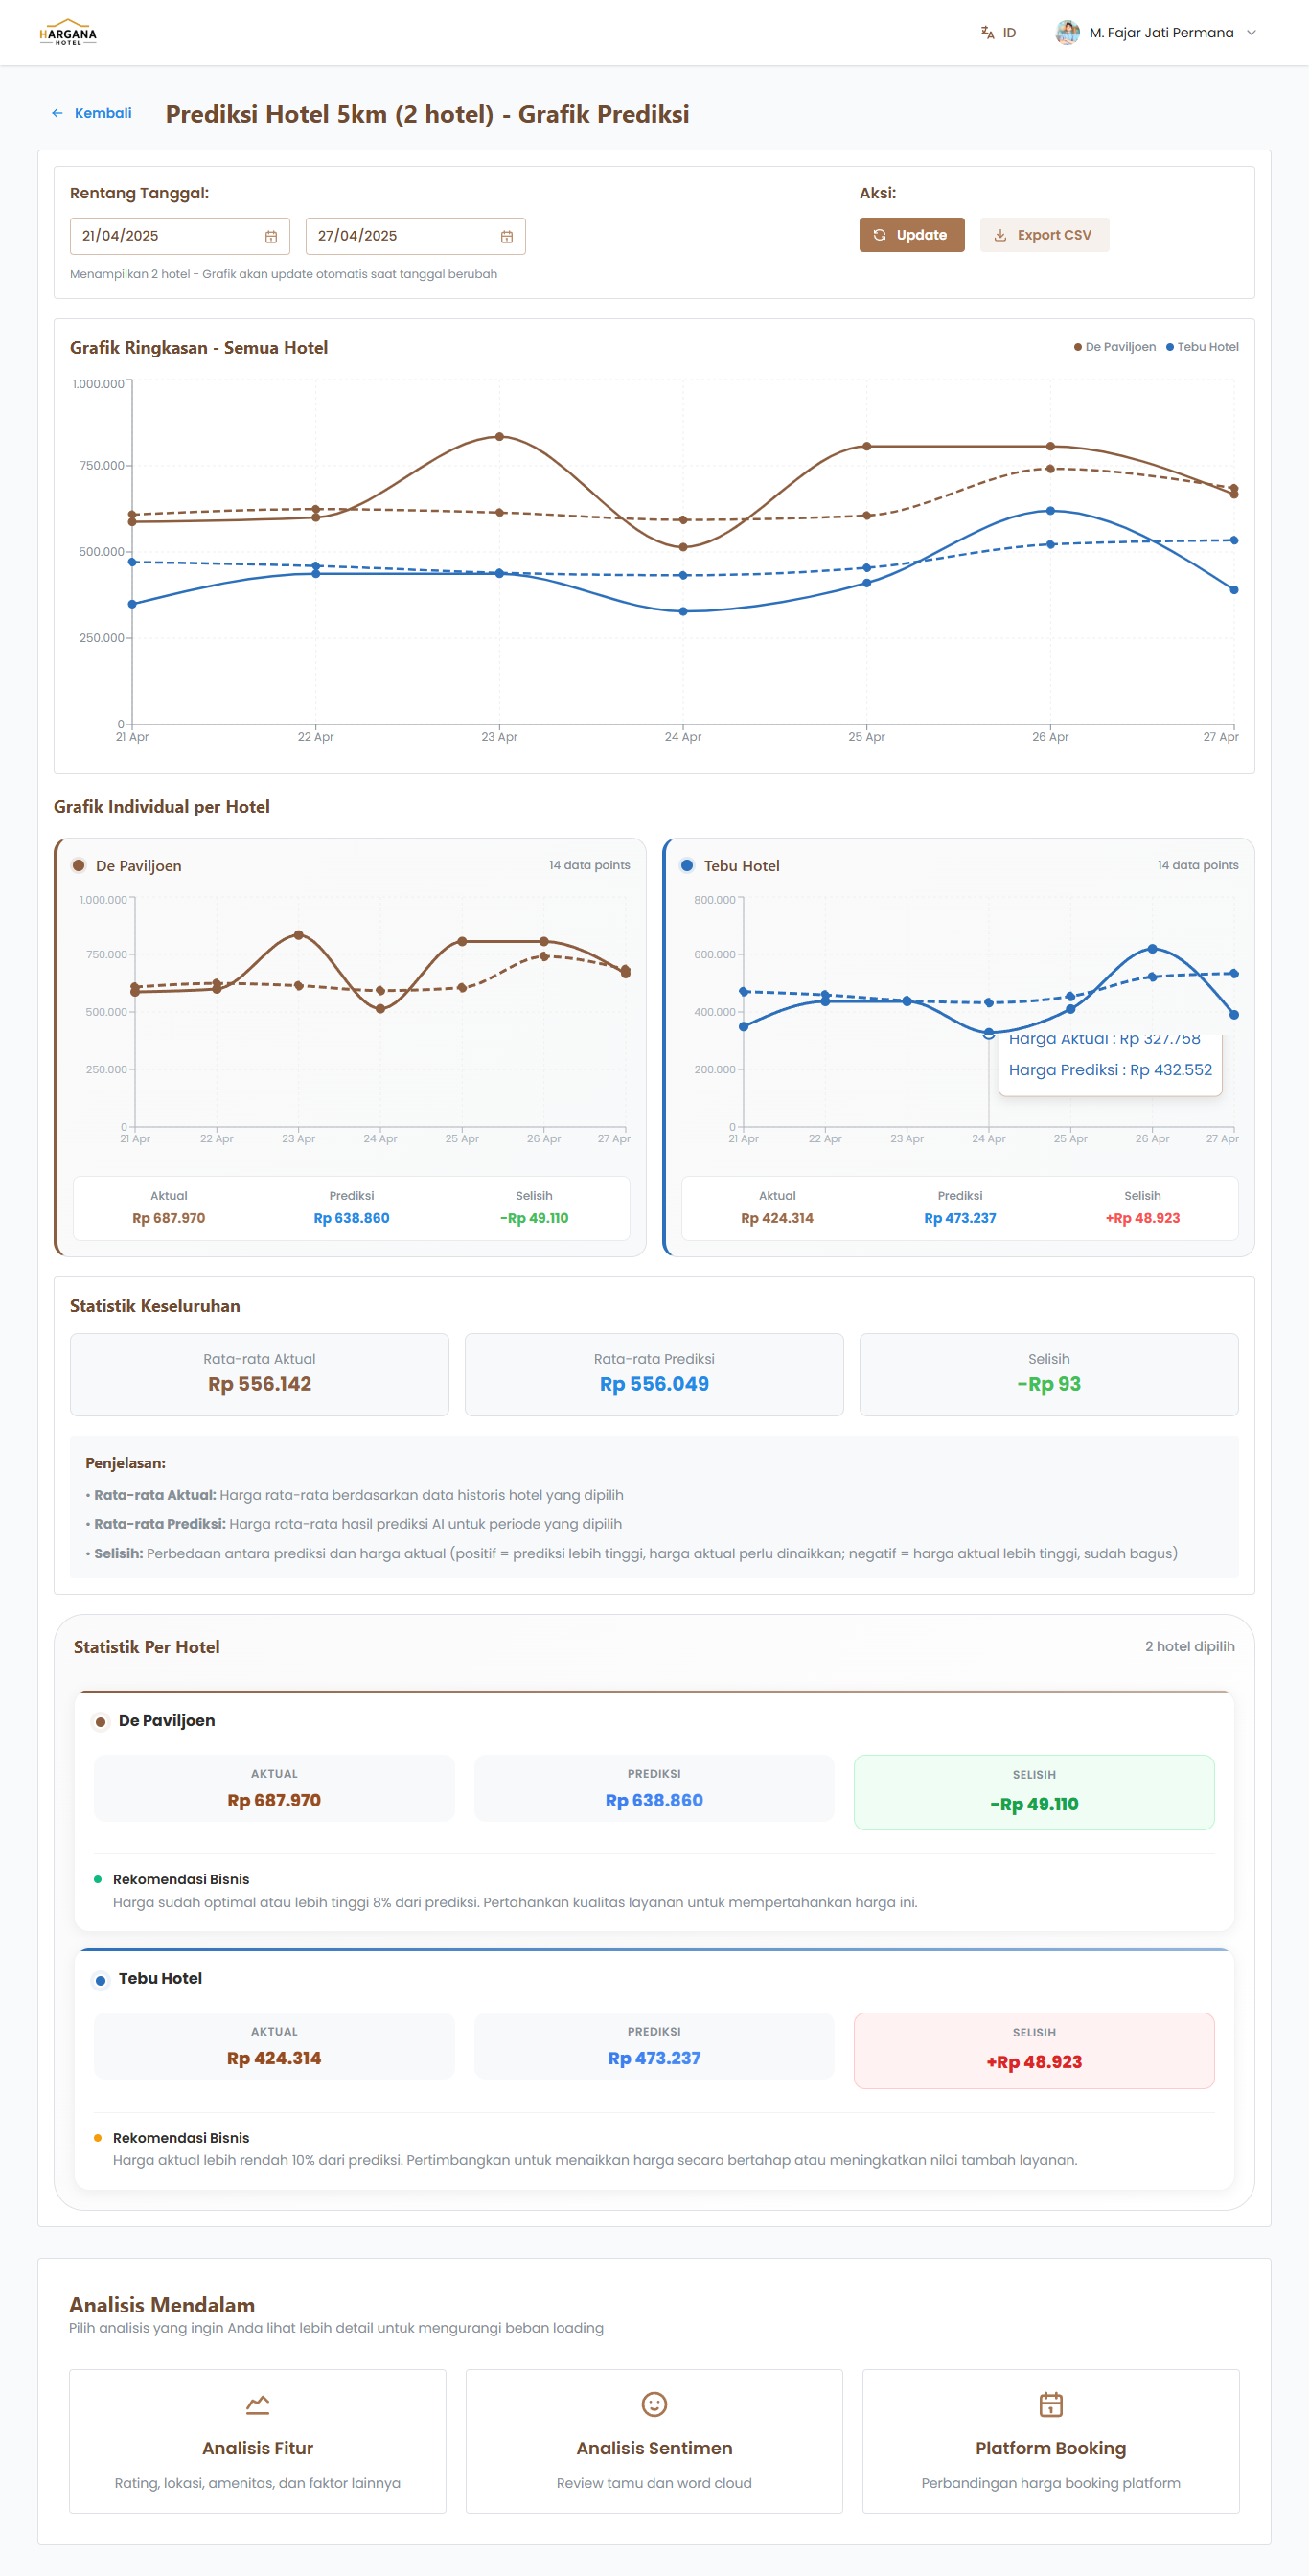 HARGANA
HOTEL
ID
M. Fajar Jati Permana
Kembali
Prediksi Hotel 5km (2 hotel) - Grafik Prediksi
Rentang Tanggal:
Aksi:
21/04/2025
27/04/2025
Update
Export CSV
Menampilkan 2 hotel - Grafik akan update otomatis saat tanggal berubah
Grafik Ringkasan - Semua Hotel
De Paviljoen
Tebu Hotel
1.000.000
750.000
500.000
250.000
0
21 Apr
22 Apr
23 Apr
24 Apr
25 Apr
26 Apr
27 Apr
Grafik Individual per Hotel
De Paviljoen
14 data points
1.000.000
750.000
500.000
250.000
0
21 Apr
22 Apr
23 Apr
24 Apr
25 Apr
26 Apr
27 Apr
Aktual
Prediksi
Selisih
Rp 687.970
Rp 638.860
-Rp 49.110
Tebu Hotel
14 data points
800.000
600.000
400.000
200.000
0
Harga Aktual : Rp 327.758
Harga Prediksi : Rp 432.552
21 Apr
22 Apr
23 Apr
24 Apr
25 Apr
26 Apr
27 Apr
Aktual
Prediksi
Selisih
Rp 424.314
Rp 473.237
+Rp 48.923
Statistik Keseluruhan
Rata-rata Aktual
Rp 556.142
Rata-rata Prediksi
Rp 556.049
Selisih
-Rp 93
Penjelasan:
• Rata-rata Aktual: Harga rata-rata berdasarkan data historis hotel yang dipilih
• Rata-rata Prediksi: Harga rata-rata hasil prediksi AI untuk periode yang dipilih
• Selisih: Perbedaan antara prediksi dan harga aktual (positif = prediksi lebih tinggi, harga aktual perlu dinaikkan; negatif = harga aktual lebih tinggi, sudah bagus)
Statistik Per Hotel
2 hotel dipilih
De Paviljoen
AKTUAL
Rp 687.970
PREDIKSI
Rp 638.860
SELISIH
-Rp 49.110
Rekomendasi Bisnis
Harga sudah optimal atau lebih tinggi 8% dari prediksi. Pertahankan kualitas layanan untuk mempertahankan harga ini.
Tebu Hotel
AKTUAL
Rp 424.314
PREDIKSI
Rp 473.237
SELISIH
+Rp 48.923
Rekomendasi Bisnis
Harga aktual lebih rendah 10% dari prediksi. Pertimbangkan untuk menaikkan harga secara bertahap atau meningkatkan nilai tambah layanan.
Analisis Mendalam
Pilih analisis yang ingin Anda lihat lebih detail untuk mengurangi beban loading
Analisis Fitur
Rating, lokasi, amenitas, dan faktor lainnya
Analisis Sentimen
Review tamu dan word cloud
Platform Booking
Perbandingan harga booking platform